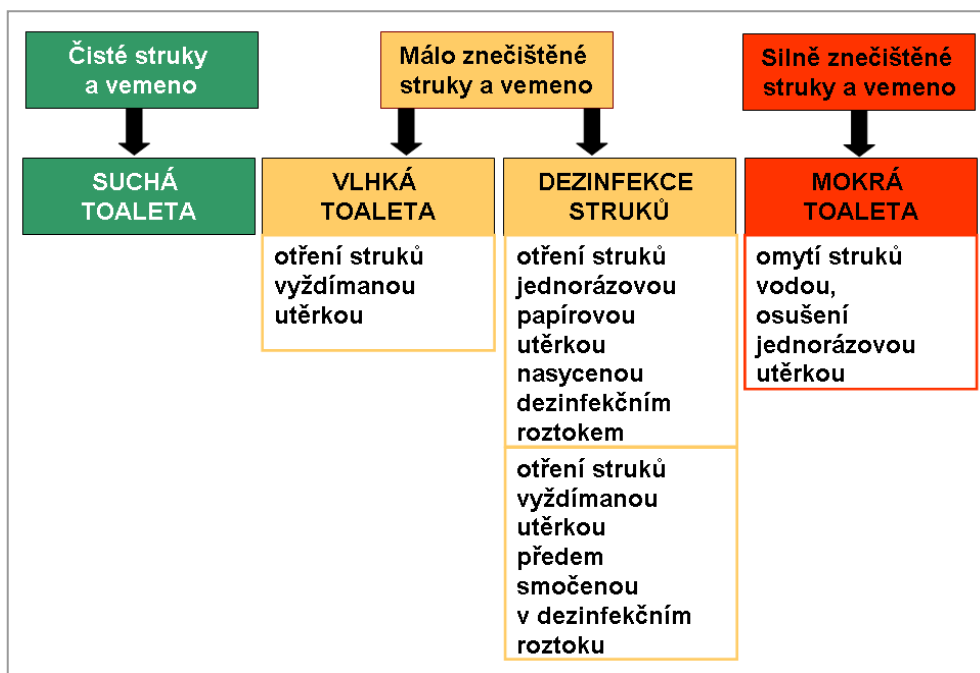 Čisté struky
a vemeno
Málo znečištěné
struky a vemeno
Silně znečištěné
struky a vemeno
SUCHÁ
TOALETA
VLHKÁ
TOALETA
DEZINFEKCE
STRUKŮ
MOKRÁ
TOALETA
otření struků
vyždímanou
utěrkou
otření struků
jednorázovou
papírovou
utěrkou
nasycenou
dezinfekčním
roztokem
otření struků
vyždímanou
utěrkou
předem
smočenou
v dezinfekčním
roztoku
omytí struků
vodou,
osušení
jednorázovou
utěrkou